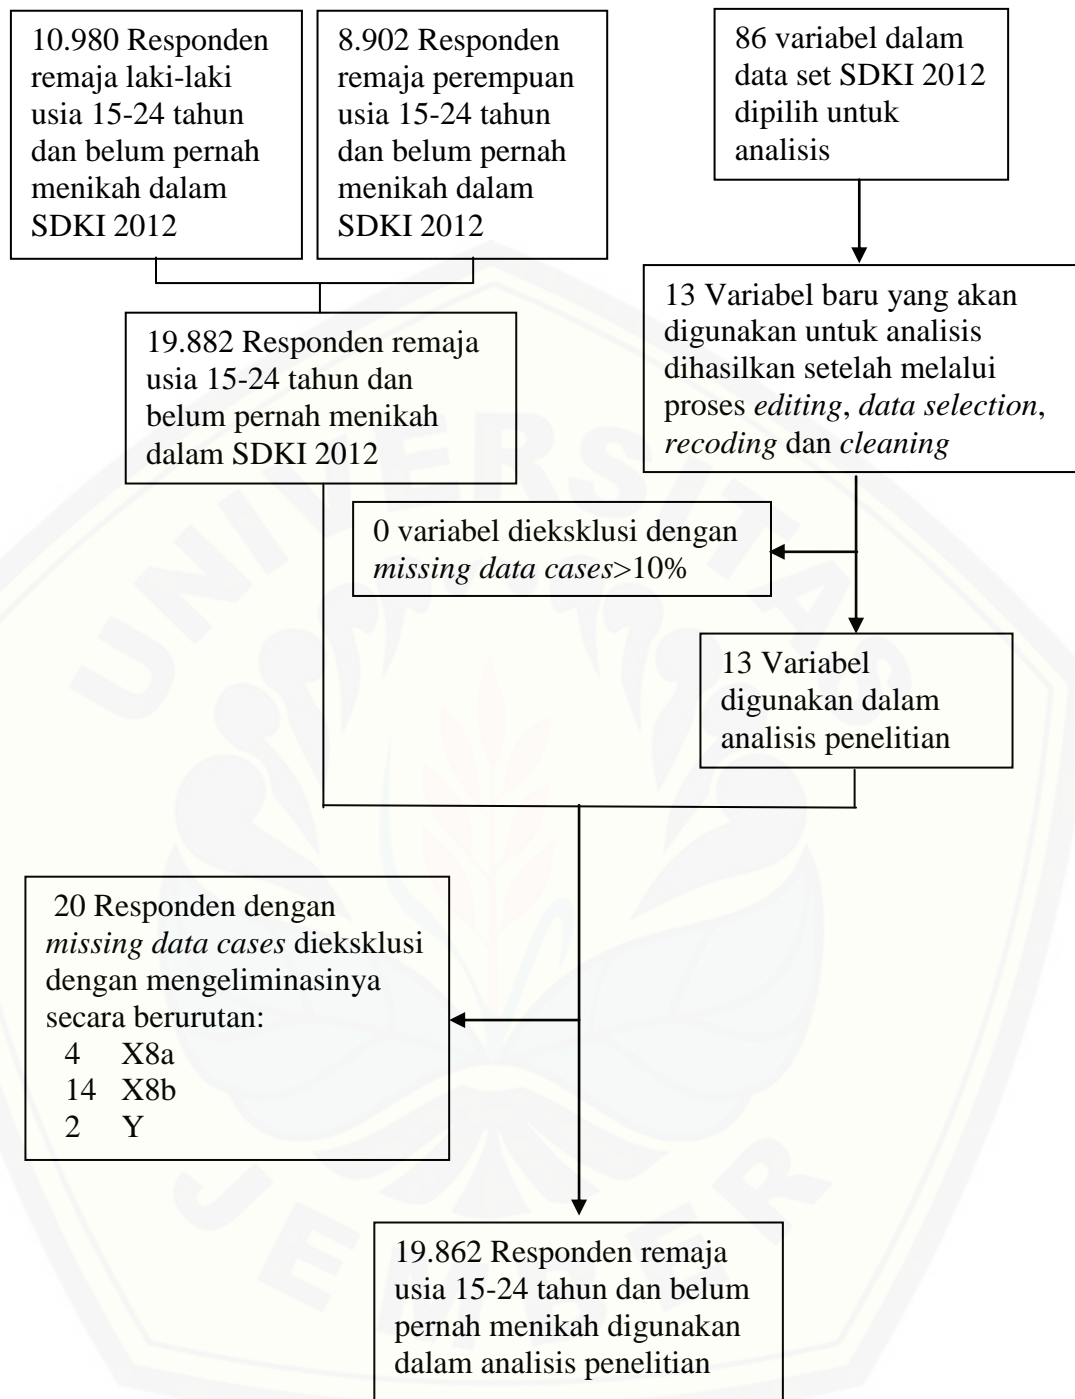 10.980 Responden
remaja laki-laki
usia 15-24 tahun
dan belum pernah
menikah dalam
SDKI 2012
8.902 Responden
remaja perempuan
usia 15-24 tahun
dan belum pernah
menikah dalam
SDKI 2012
86 variabel dalam
data set SDKI 2012
dipilih untuk
analisis
19.882 Responden remaja
usia 15-24 tahun dan
belum pernah menikah
dalam SDKI 2012
13 Variabel baru yang akan
digunakan untuk analisis
dihasilkan setelah melalui
proses editing, data selection,
recoding dan cleaning
0 variabel dieksklusi dengan
missing data cases>10%
13 Variabel
digunakan dalam
analisis penelitian
20 Responden dengan
missing data cases dieksklusi
dengan mengeliminasinya
secara berurutan:
4 X8a
14 X8b
2 Y
19.862 Responden remaja
usia 15-24 tahun dan belum
pernah menikah digunakan
dalam analisis penelitian
UNIVERSITAS
JEMBER